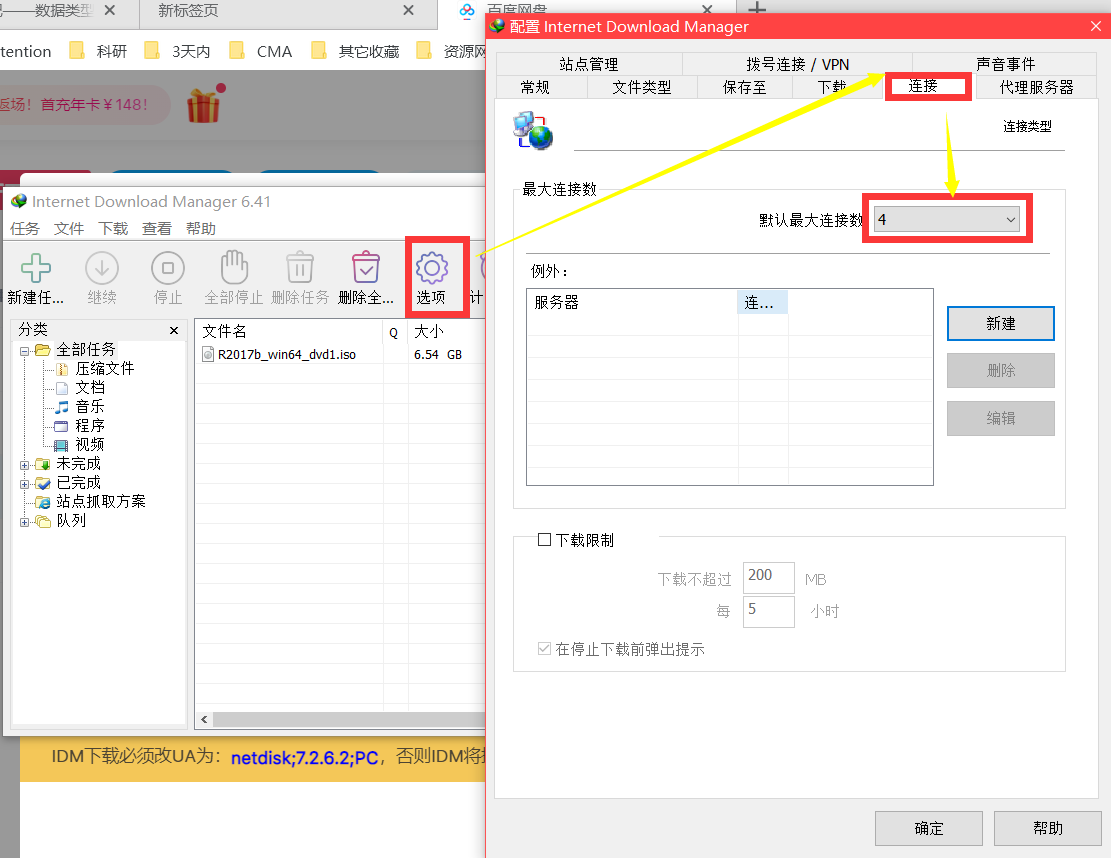 ——数据类型
新标签页
百度网盘
tention
科研
3天内
CMA
其它收藏
资源网
返场！首充年卡￥148！
Internet Download Manager 6.41
任务 文件 下载 查看 帮助
新建任...
继续
停止
全部停止
删除任务
删除全...
选项
计
分类
全部任务
压缩文件
文档
音乐
程序
视频
未完成
已完成
站点抓取方案
队列
文件名 Q 大小
R2017b_win64_dvd1.iso 6.54 GB
IDM下载必须改UA为：netdisk;7.2.6.2;PC，否则IDM将
配置 Internet Download Manager
站点管理 拨号连接 / VPN 声音事件
常规 文件类型 保存至 下载 连接 代理服务器
连接类型
最大连接数
默认最大连接数 4
例外：
服务器 连...
新建
删除
编辑
下载限制
下载不超过 200 MB
每 5 小时
在停止下载前弹出提示
确定 帮助